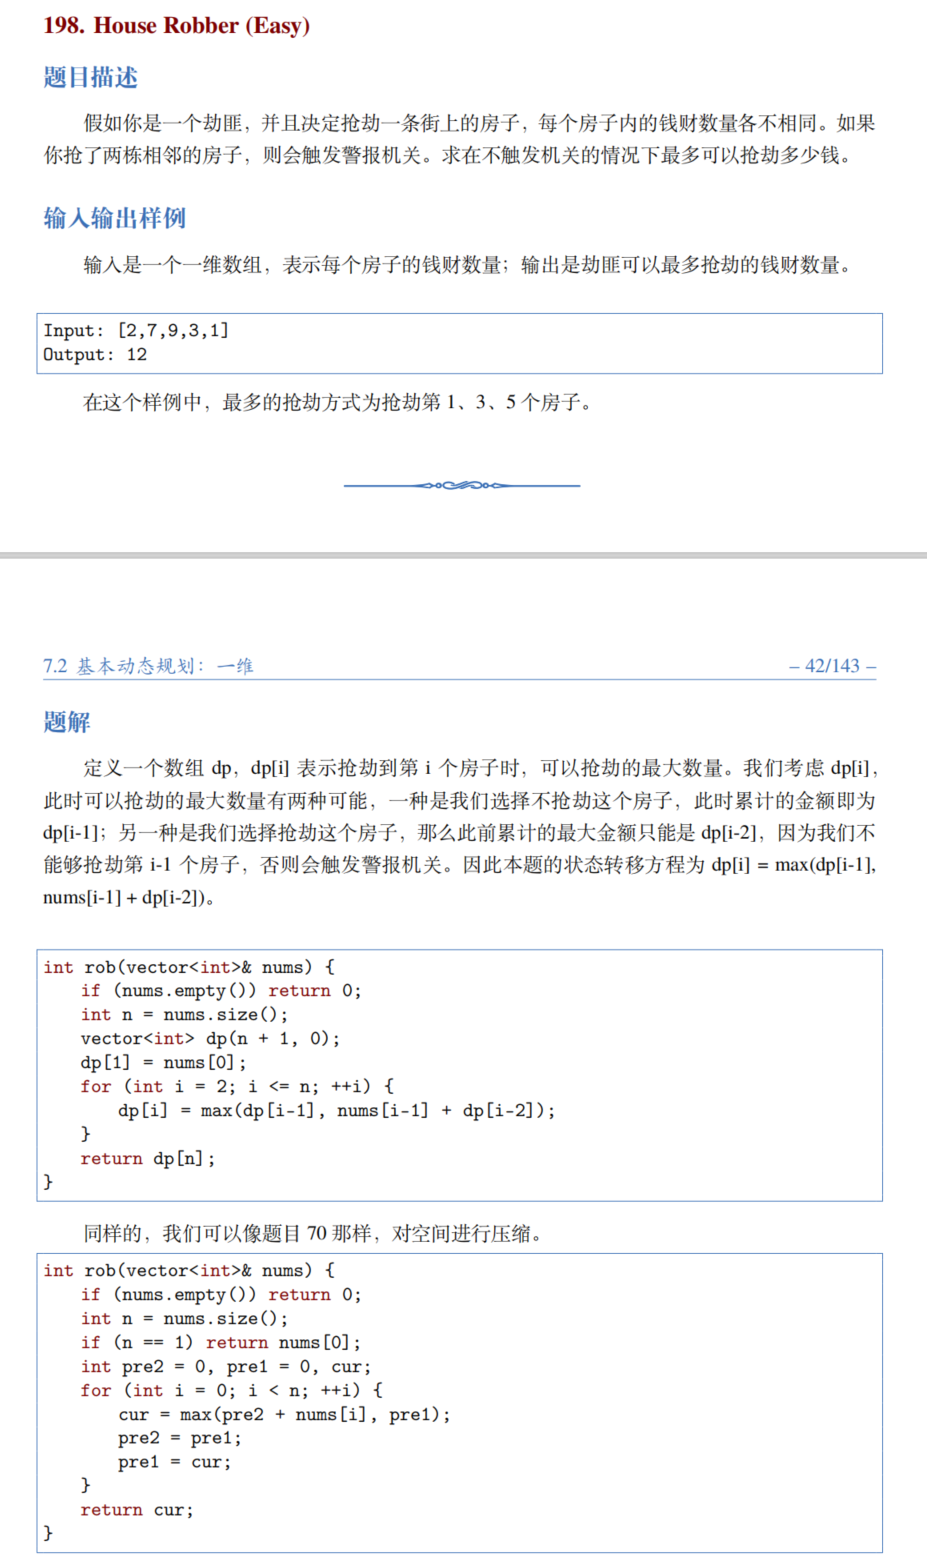 198. House Robber (Easy)
题目描述
假如你是一个劫匪，并且决定抢劫一条街上的房子，每个房子内的钱财数量各不相同。如果
你抢了两栋相邻的房子，则会触发警报机关。求在不触发机关的情况下最多可以抢劫多少钱。
输入输出样例
输入是一个一维数组，表示每个房子的钱财数量；输出是劫匪可以最多抢劫的钱财数量。
Input: [2,7,9,3,1]
Output: 12
在这个样例中，最多的抢劫方式为抢劫第 1、3、5 个房子。
7.2 基本动态规划：一维 – 42/143 –
题解
定义一个数组 dp，dp[i] 表示抢劫到第 i 个房子时，可以抢劫的最大数量。我们考虑 dp[i]，
此时可以抢劫的最大数量有两种可能，一种是我们选择不抢劫这个房子，此时累计的金额即为
dp[i-1]；另一种是我们选择抢劫这个房子，那么此前累计的最大金额只能是 dp[i-2]，因为我们不
能够抢劫第 i-1 个房子，否则会触发警报机关。因此本题的状态转移方程为 dp[i] = max(dp[i-1],
nums[i-1] + dp[i-2])。
int rob(vector<int>& nums) {
    if (nums.empty()) return 0;
    int n = nums.size();
    vector<int> dp(n + 1, 0);
    dp[1] = nums[0];
    for (int i = 2; i <= n; ++i) {
        dp[i] = max(dp[i-1], nums[i-1] + dp[i-2]);
    }
    return dp[n];
}
同样的，我们可以像题目 70 那样，对空间进行压缩。
int rob(vector<int>& nums) {
    if (nums.empty()) return 0;
    int n = nums.size();
    if (n == 1) return nums[0];
    int pre2 = 0, pre1 = 0, cur;
    for (int i = 0; i < n; ++i) {
        cur = max(pre2 + nums[i], pre1);
        pre2 = pre1;
        pre1 = cur;
    }
    return cur;
}